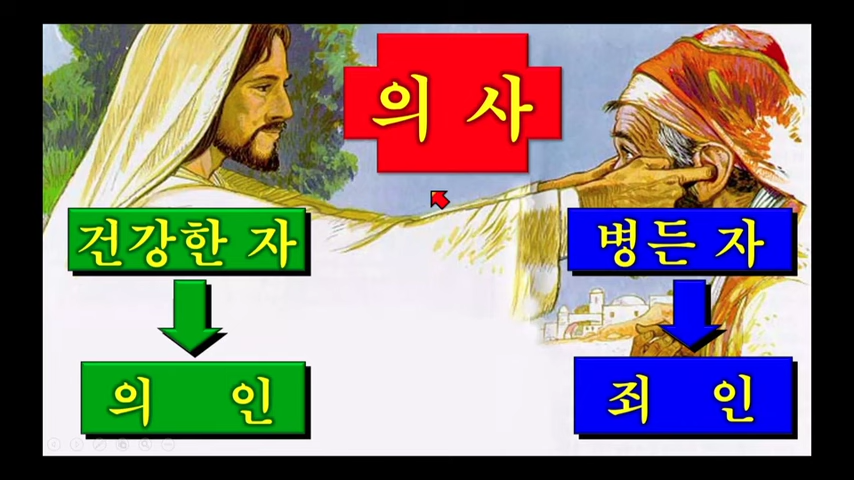 의 사
건강한 자
병든 자
의 인
죄 인